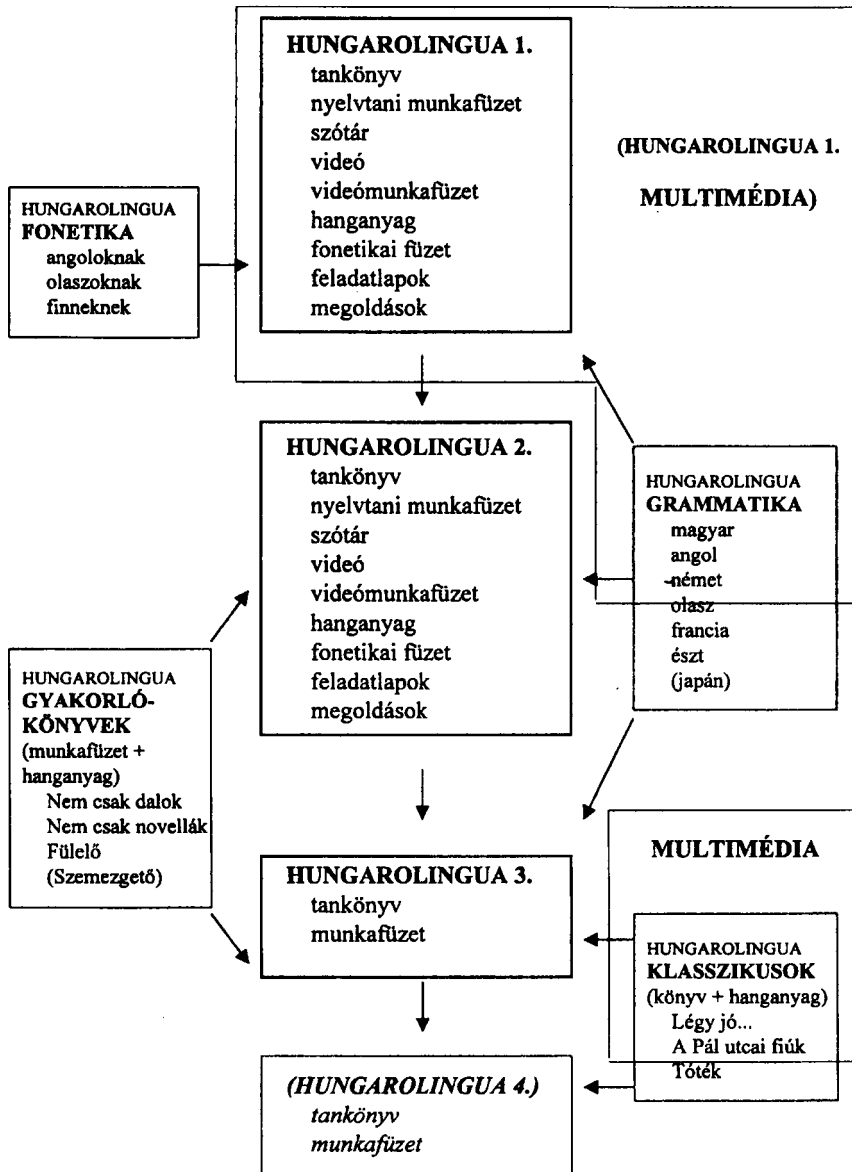 HUNGAROLINGUA 1.
tankönyv
nyelvtani munkafüzet
szótár
videó
videómunkafüzet
hanganyag
fonetikai füzet
feladatlapok
megoldások
(HUNGAROLINGUA 1.
MULTIMÉDIA)
HUNGAROLINGUA
FONETIKA
angoloknak
olaszoknak
finneknek
HUNGAROLINGUA 2.
tankönyv
nyelvtani munkafüzet
szótár
videó
videómunkafüzet
hanganyag
fonetikai füzet
feladatlapok
megoldások
HUNGAROLINGUA
GRAMMATIKA
magyar
angol
német
olasz
francia
észt
(japán)
HUNGAROLINGUA
GYAKORLÓ-
KÖNYVEK
(munkafüzet +
hanganyag)
Nem csak dalok
Nem csak novellák
Fülelő
(Szemezgető)
HUNGAROLINGUA 3.
tankönyv
munkafüzet
MULTIMÉDIA
HUNGAROLINGUA
KLASSZIKUSOK
(könyv + hanganyag)
Légy jó...
A Pál utcai fiúk
Tóték
(HUNGAROLINGUA 4.)
tankönyv
munkafüzet